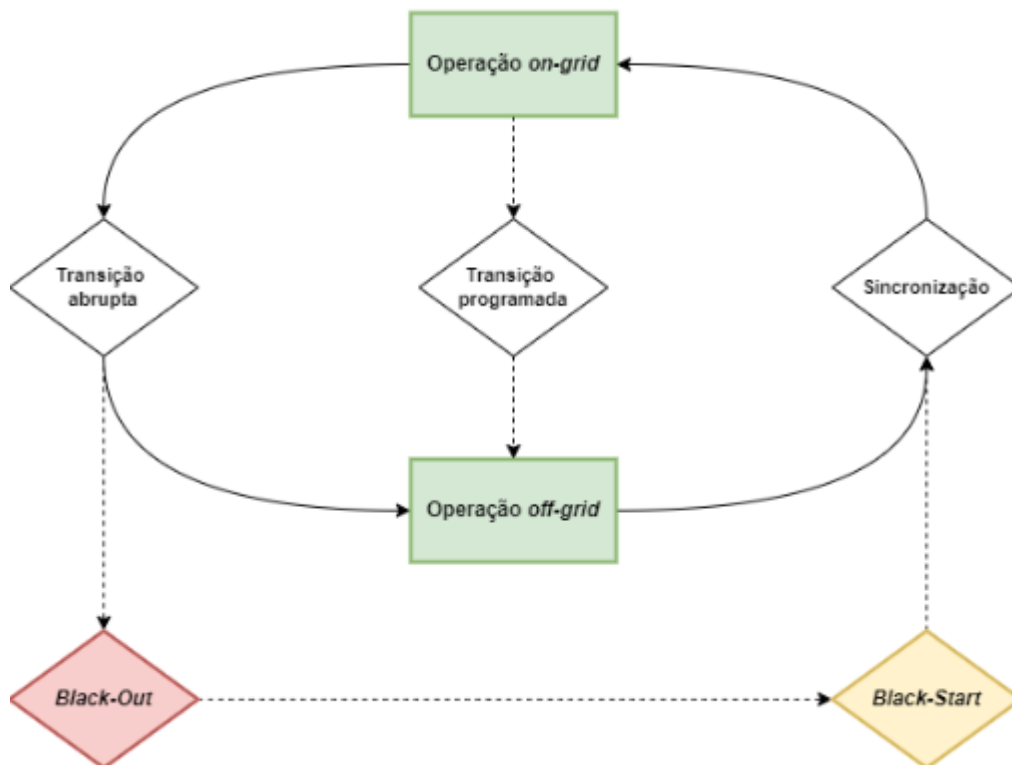 Operação on-grid
Transição
abrupta
Transição
programada
Sincronização
Operação off-grid
Black-Out
Black-Start